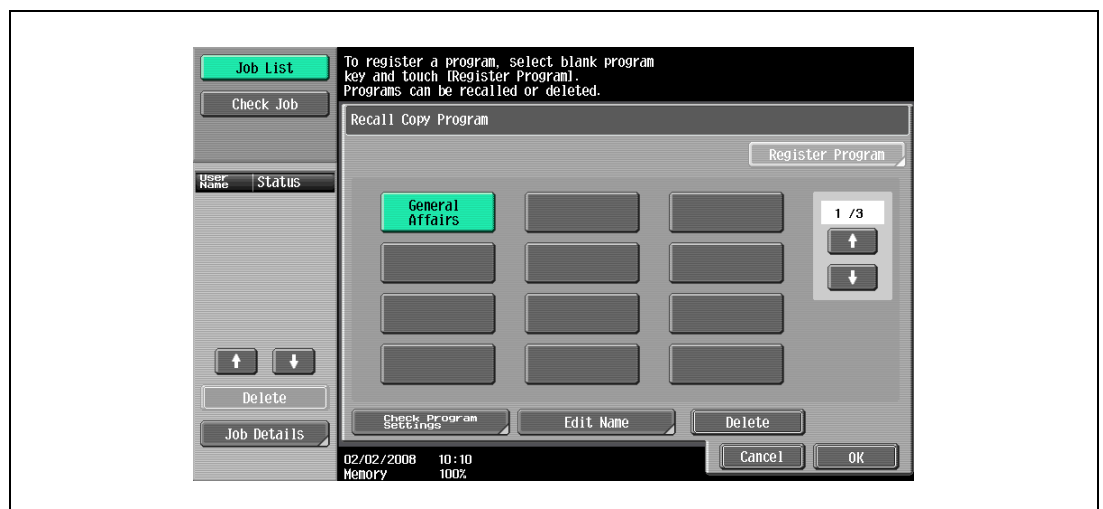 Job List
Check Job
User Name
Status
Delete
Job Details
To register a program, select blank program
key and touch [Register Program].
Programs can be recalled or deleted.
Recall Copy Program
Register Program
General
Affairs
1 /3
Check Program
Settings
Edit Name
Delete
Cancel
OK
02/02/2008 10:10
Memory 100%